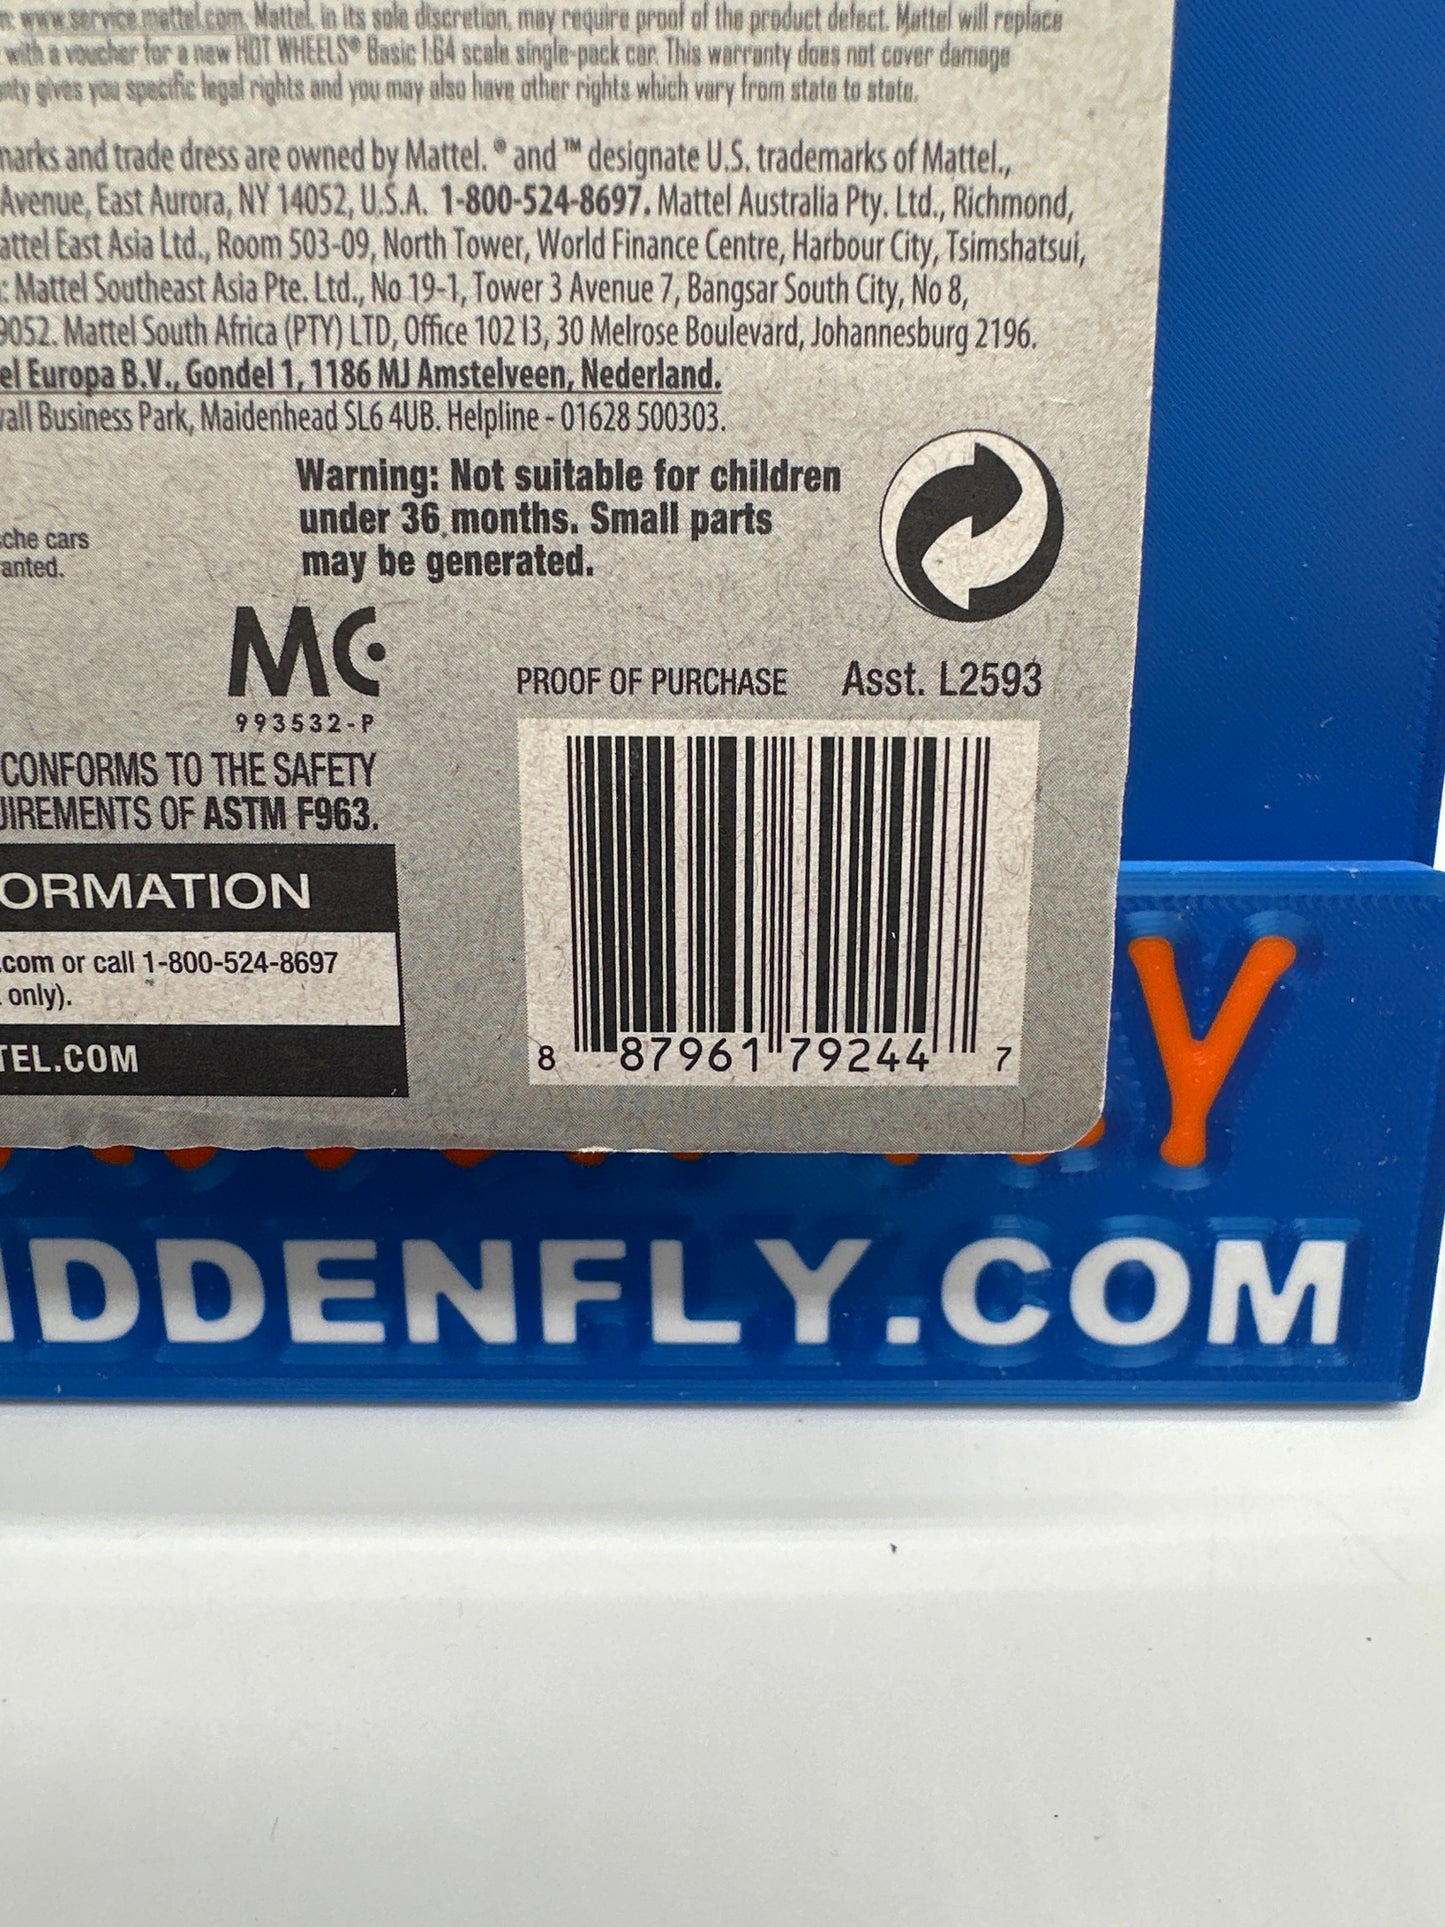 www.service.mattel.com. Mattel, in its sole discretion, may require proof of the product defect. Mattel will replace
with a voucher for a new HOT WHEELS® Basic 1:64 scale single-pack car. This warranty does not cover damage
nty gives you specific legal rights and you may also have other rights which vary from state to state.
marks and trade dress are owned by Mattel. ® and ™ designate U.S. trademarks of Mattel.,
Avenue, East Aurora, NY 14052, U.S.A. 1-800-524-8697. Mattel Australia Pty. Ltd., Richmond,
attel East Asia Ltd., Room 503-09, North Tower, World Finance Centre, Harbour City, Tsimshatsui,
: Mattel Southeast Asia Pte. Ltd., No 19-1, Tower 3 Avenue 7, Bangsar South City, No 8,
9052. Mattel South Africa (PTY) LTD, Office 102 I3, 30 Melrose Boulevard, Johannesburg 2196.
el Europa B.V., Gondel 1, 1186 MJ Amstelveen, Nederland.
all Business Park, Maidenhead SL6 4UB. Helpline - 01628 500303.
Warning: Not suitable for children
under 36 months. Small parts
may be generated.
che cars
anted.
MC
993532-P
PROOF OF PURCHASE Asst. L2593
CONFORMS TO THE SAFETY
UIREMENTS OF ASTM F963.
ORMATION
.com or call 1-800-524-8697
only).
TEL.COM
8 87961 79244 7
Y
IDDENFLY.COM